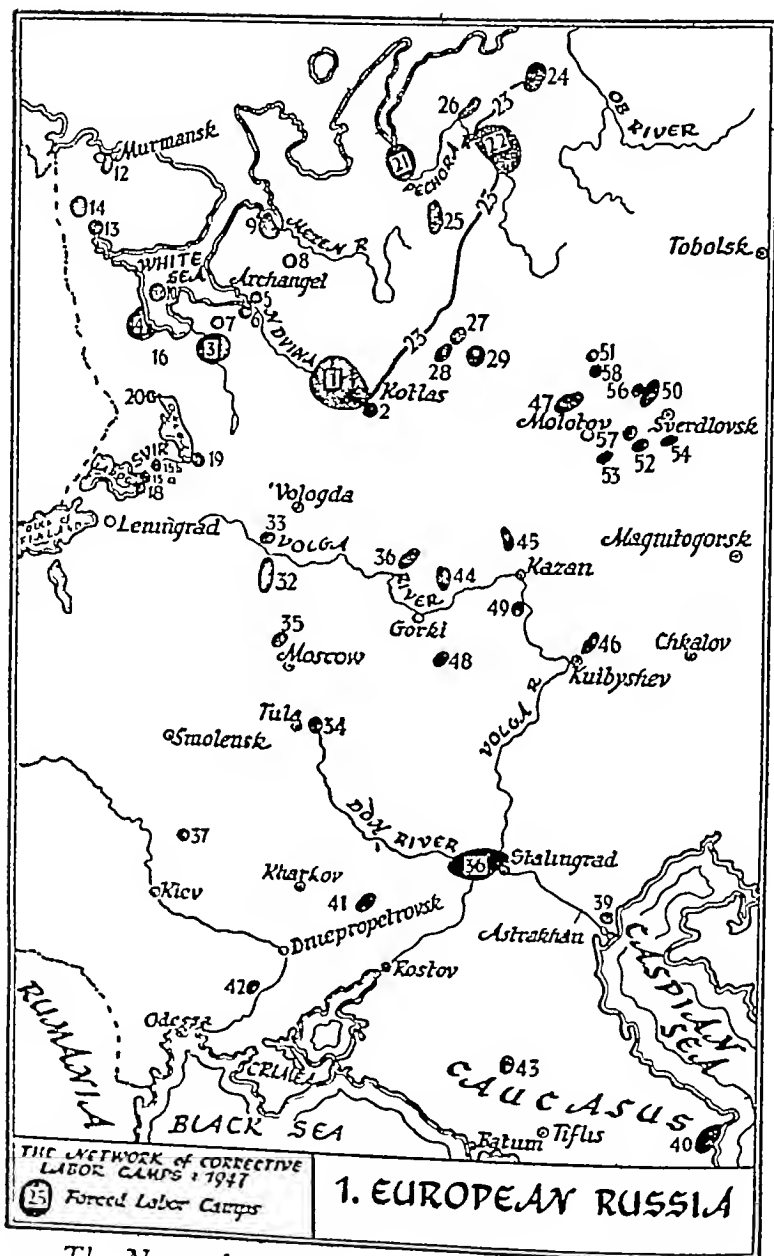 24
26
23
OB RIVER
Murmansk
12
21
22
PECHORA R
14
13
9
MEZEN R
25
23
8
Tobolsk
WHITE SEA
Archangel
5
6
4
7
16
3
N DVINA
23
27
28
29
51
58
1
Kotlas
2
20
47
56
50
Molotov
Sverdlovsk
57
52
54
53
SVIR
19
15b
15a
18
Vologda
Leningrad
33
VOLGA
RIVER
36
45
Magnitogorsk
32
44
Kazan
Gorki
49
35
Moscow
48
46
Chkalov
Kuibyshev
VOLGA R
Tula
34
Smolensk
DON RIVER
37
36
Stalingrad
Kharkov
Kiev
41
39
Dnepropetrovsk
Astrakhan
CASPIAN SEA
Rostov
42
RUMANIA
Odessa
CRIMEA
43
CAUCASUS
BLACK SEA
Batum
Tiflis
40
THE NETWORK of CORRECTIVE
LABOR CAMPS : 1947
25 Forced Labor Camps
1. EUROPEAN RUSSIA